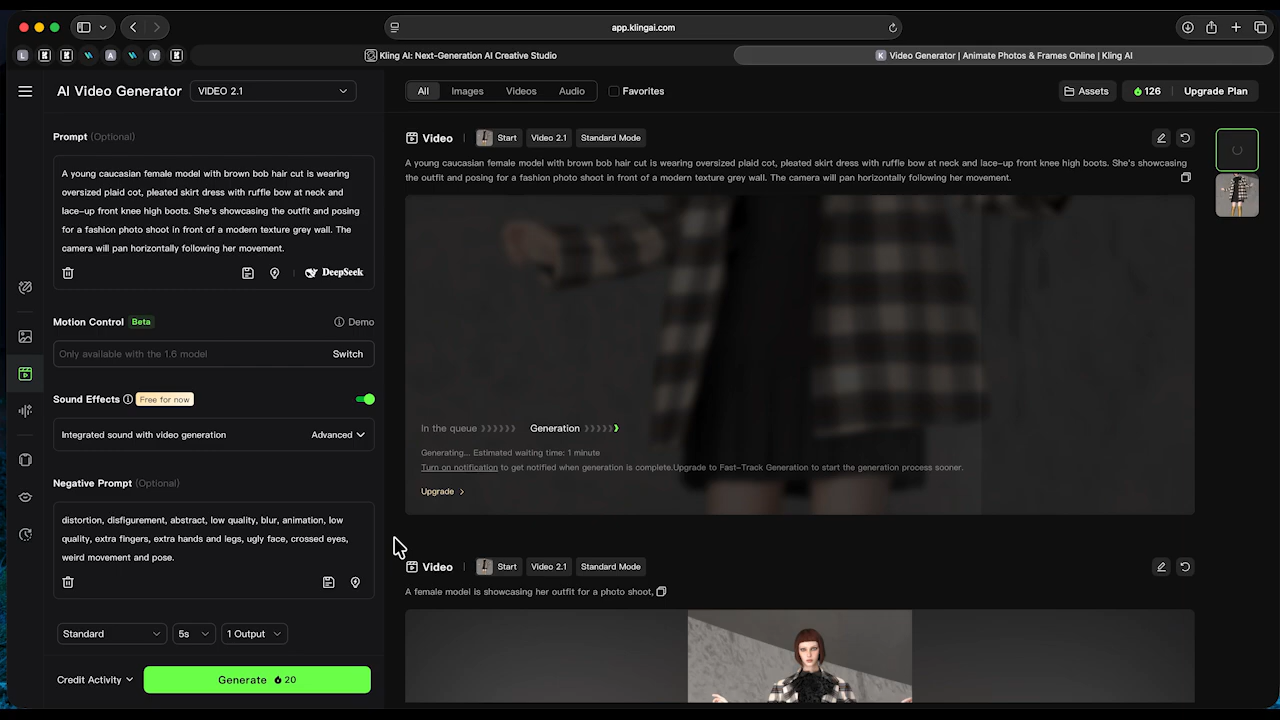 app.klingai.com
Kling AI: Next-Generation AI Creative Studio
Video Generator | Animate Photos & Frames Online | Kling AI
AI Video Generator
VIDEO 2.1
All
Images
Videos
Audio
Favorites
Assets
126
Upgrade Plan
Prompt (Optional)
A young caucasian female model with brown bob hair cut is wearing
oversized plaid cot, pleated skirt dress with ruffle bow at neck and
lace-up front knee high boots. She's showcasing the outfit and posing
for a fashion photo shoot in front of a modern texture grey wall. The
camera will pan horizontally following her movement.
DeepSeek
Motion Control Beta
Demo
Only available with the 1.6 model
Switch
Sound Effects Free for now
Integrated sound with video generation
Advanced
Negative Prompt (Optional)
distortion, disfigurement, abstract, low quality, blur, animation, low
quality, extra fingers, extra hands and legs, ugly face, crossed eyes,
weird movement and pose.
Standard
5s
1 Output
Credit Activity
Generate 20
Video | Start Video 2.1 Standard Mode
A young caucasian female model with brown bob hair cut is wearing oversized plaid cot, pleated skirt dress with ruffle bow at neck and lace-up front knee high boots. She's showcasing
the outfit and posing for a fashion photo shoot in front of a modern texture grey wall. The camera will pan horizontally following her movement.
In the queue
Generation
Generating... Estimated waiting time: 1 minute
Turn on notification to get notified when generation is complete.Upgrade to Fast-Track Generation to start the generation process sooner.
Upgrade >
Video | Start Video 2.1 Standard Mode
A female model is showcasing her outfit for a photo shoot,